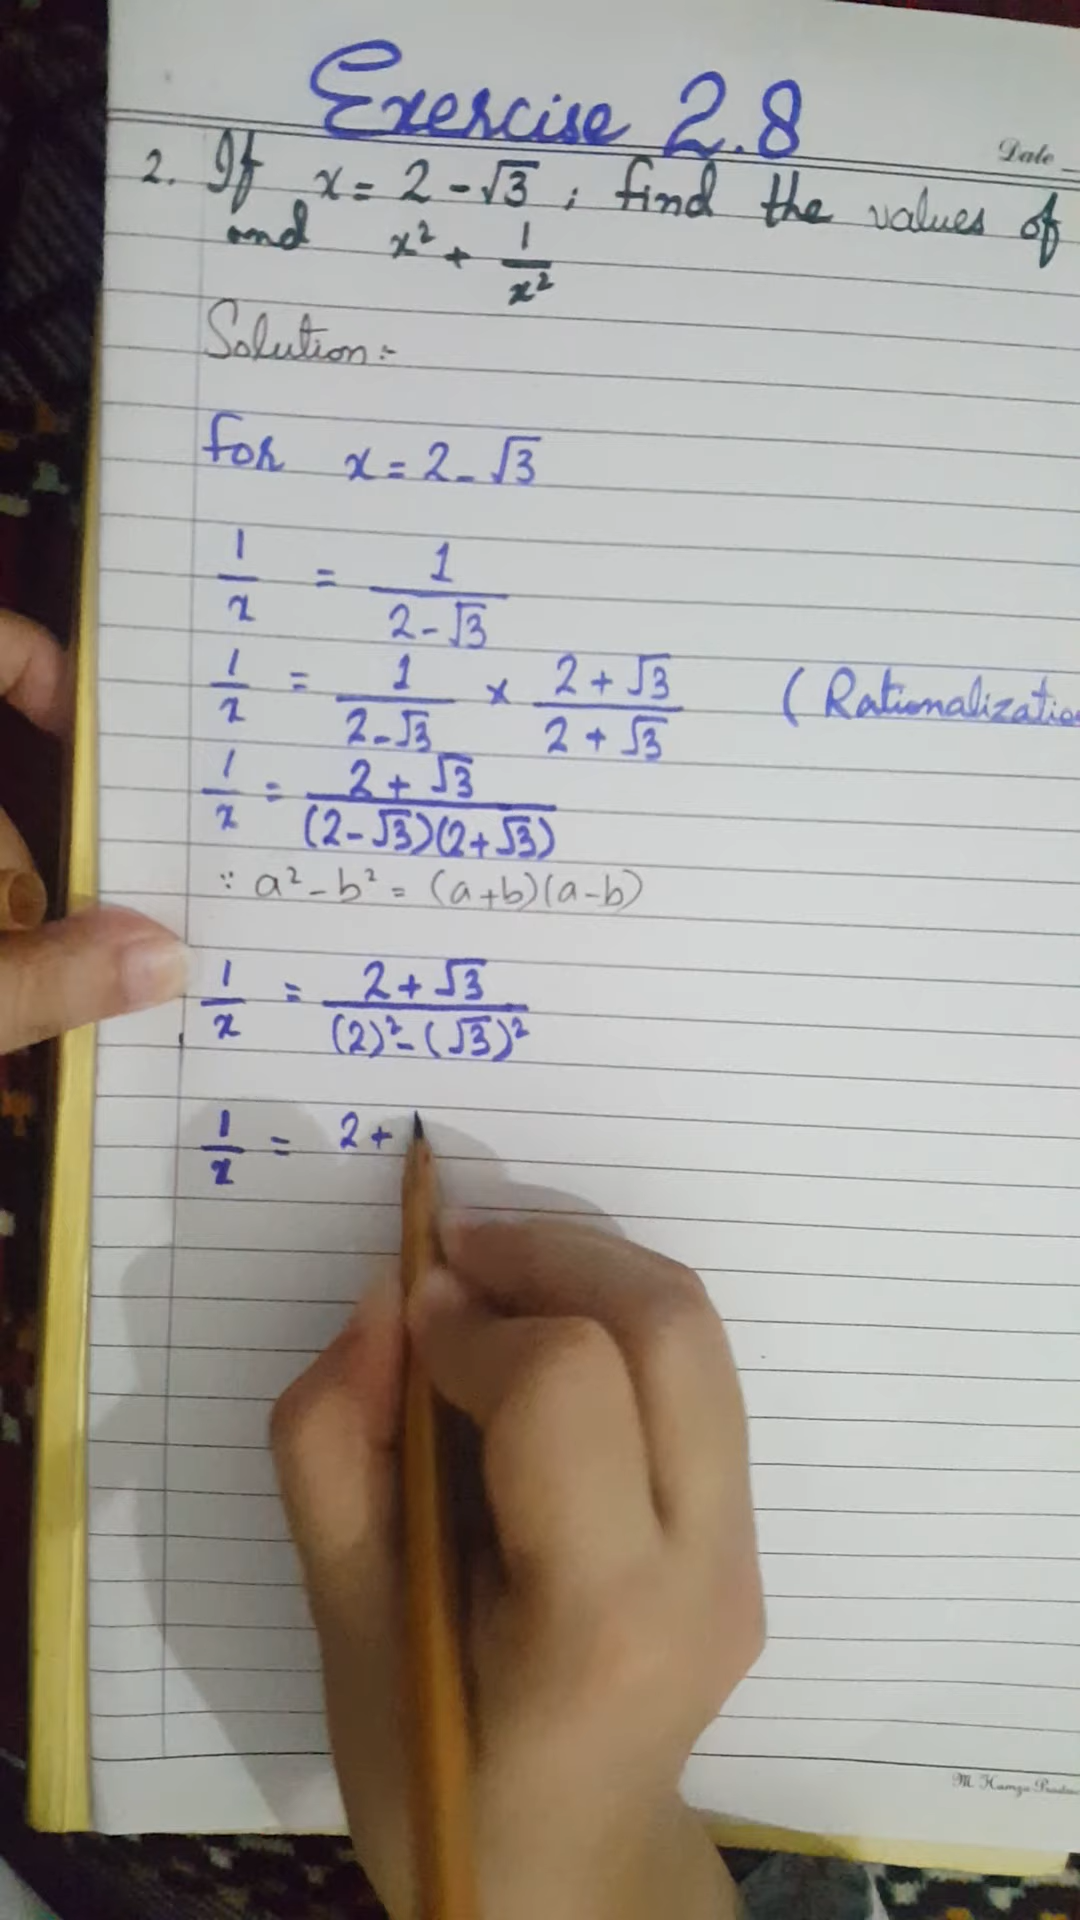 Exercise 2.8
Date
2. If x = 2 - √3 ; find the values of
and x² + 1/x²
Solution:-
for x = 2 - √3
1/x = 1/(2 - √3)
1/x = 1/(2 - √3) × (2 + √3)/(2 + √3) (Rationalizatio
1/x = (2 + √3)/((2 - √3)(2 + √3))
∵ a² - b² = (a+b)(a-b)
1/x = (2 + √3)/((2)² - (√3)²)
1/x = 2 +
M. Hamza